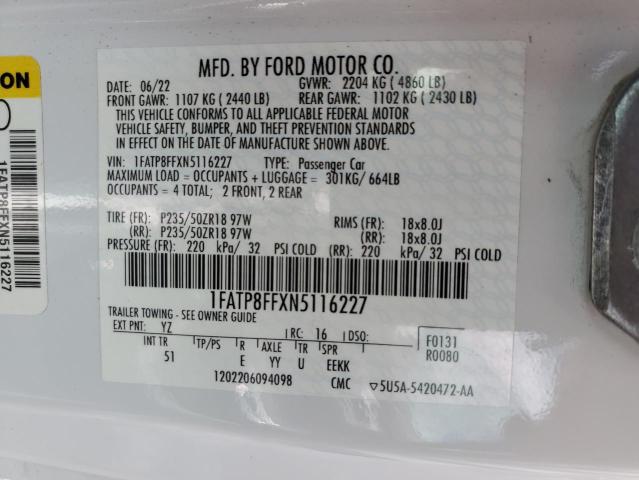 ON
1FATP8FFXN5116227
MFD. BY FORD MOTOR CO.
DATE: 06/22 GVWR: 2204 KG ( 4860 LB)
FRONT GAWR: 1107 KG ( 2440 LB) REAR GAWR: 1102 KG ( 2430 LB)
THIS VEHICLE CONFORMS TO ALL APPLICABLE FEDERAL MOTOR
VEHICLE SAFETY, BUMPER, AND THEFT PREVENTION STANDARDS
IN EFFECT ON THE DATE OF MANUFACTURE SHOWN ABOVE.
VIN: 1FATP8FFXN5116227 TYPE: Passenger Car
MAXIMUM LOAD = OCCUPANTS + LUGGAGE = 301KG/ 664LB
OCCUPANTS = 4 TOTAL; 2 FRONT, 2 REAR
TIRE (FR): P235/50ZR18 97W RIMS (FR): 18x8.0J
(RR): P235/50ZR18 97W (RR): 18x8.0J
PRESSURE (FR): 220 kPa/ 32 PSI COLD (RR): 220 kPa/ 32 PSI COLD
1FATP8FFXN5116227
TRAILER TOWING - SEE OWNER GUIDE
EXT PNT: YZ RC: 16 DSO: F0131
INT TR TP/PS R AXLE TR SPR R0080
51 E YY U EEKK
1202206094098 CMC ▽5U5A-5420472-AA